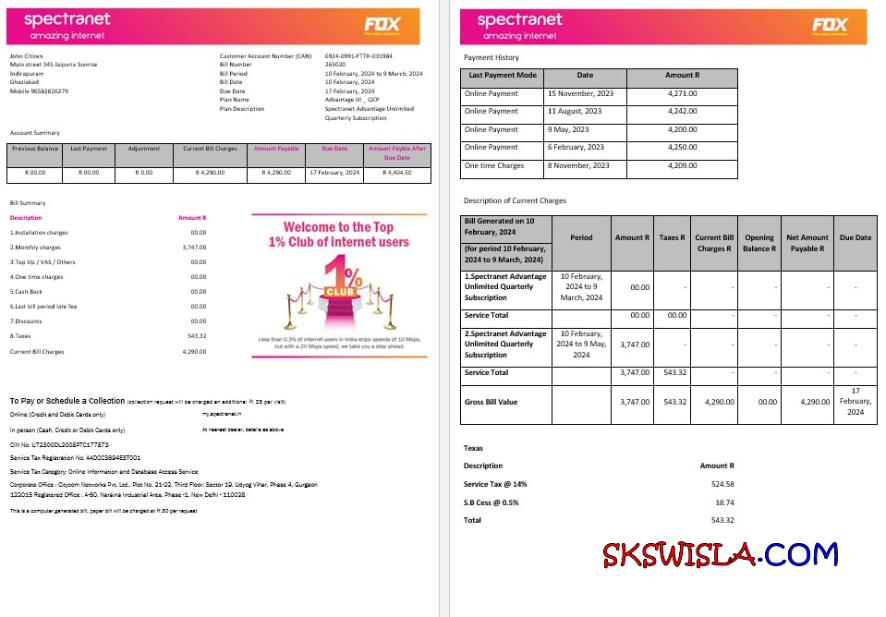 spectranet
amazing internet
FOX
John Citizen
Main street 345 Jaipuria Sunrise
Indirapuram
Ghaziabad
Mobile 96582826279
Customer Account Number (CAN) 6924-0991-FTTH-031984
Bill Number 265020
Bill Period 10 February, 2024 to 9 March, 2024
Bill Date 10 February, 2024
Due Date 17 February, 2024
Plan Name Advantage UI _ QCP
Plan Description Spectranet Advantage Unlimited
Quarterly Subscription
Account Summary
Previous Balance Last Payment Adjustment Current Bill Charges Amount Payable Due Date Amount Payble After
Due Date
R 00.00 R 00.00 R 0.00 R 4,290.00 R 4,290.00 17 February, 2024 R 4,404.50
Bill Summary
Description Amount R
1.Installation charges 00.00
2.Monthly charges 3,747.00
3.Top Up / VAS / Others 00.00
4.One time charges 00.00
5.Cash Back 00.00
6.Last bill period late fee 00.00
7.Discounts 00.00
8.Taxes 543.32
Current Bill Charges 4,290.00
Welcome to the Top
1% Club of internet users
1%
CLUB
Less than 0.3% of internet users in India enjoy speeds of 10 Mbps,
but with a 20 Mbps speed, we take you a step ahead.
To Pay or Schedule a Collection (collection request will be charged an additional R 25 per visit)
Online (Credit and Debit Cards only) my.spectranet.in
In person (Cash, Credit or Debit Cards only) At nearest dealer, details as above
CIN No: U72300DL2008PTC177873
Service Tax Registration No: AADCC3694EST001
Service Tax Category: Online Information and Database Access Service
Corporate Office : Citycom Networks Pvt. Ltd., Plot No. 21-22, Third Floor, Sector 19, Udyog Vihar, Phase 4, Gurgaon
122015 Registered Office : A-60, Naraina Industrial Area, Phase -1, New Delhi - 110028
This is a computer generated bill, paper bill will be charged at R 50 per request
spectranet
amazing internet
FOX
Payment History
Last Payment Mode Date Amount R
Online Payment 15 November, 2023 4,271.00
Online Payment 11 August, 2023 4,242.00
Online Payment 9 May, 2023 4,200.00
Online Payment 6 February, 2023 4,250.00
One time Charges 8 November, 2023 4,209.00
Description of Current Charges
Bill Generated on 10
February, 2024
(for period 10 February,
2024 to 9 March, 2024)
Period Amount R Taxes R Current Bill
Charges R Opening
Balance R Net Amount
Payable R Due Date
1.Spectranet Advantage
Unlimited Quarterly
Subscription
10 February,
2024 to 9
March, 2024
00.00 - - - - -
Service Total 00.00 00.00 - - - -
2.Spectranet Advantage
Unlimited Quarterly
Subscription
10 February,
2024 to 9 May,
2024
3,747.00 - - - - -
Service Total 3,747.00 543.32 - - - -
Gross Bill Value 3,747.00 543.32 4,290.00 00.00 4,290.00 17
February,
2024
Texas
Description Amount R
Service Tax @ 14% 524.58
S.B Cess @ 0.5% 18.74
Total 543.32
SKSWISLA.COM